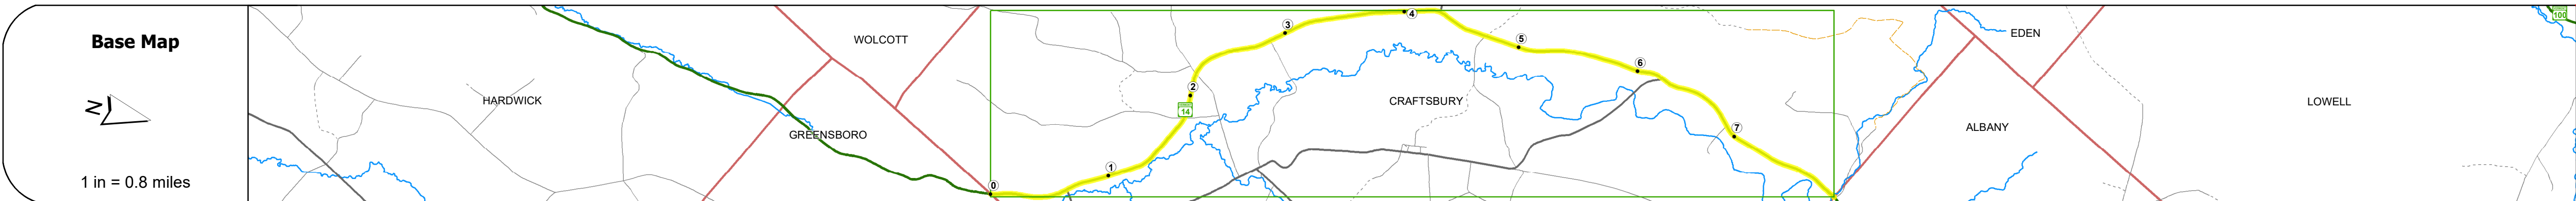 Base Map
N
1 in = 0.8 miles
HARDWICK
WOLCOTT
GREENSBORO
0
1
2
14
3
4
5
6
7
CRAFTSBURY
EDEN
ALBANY
LOWELL
100